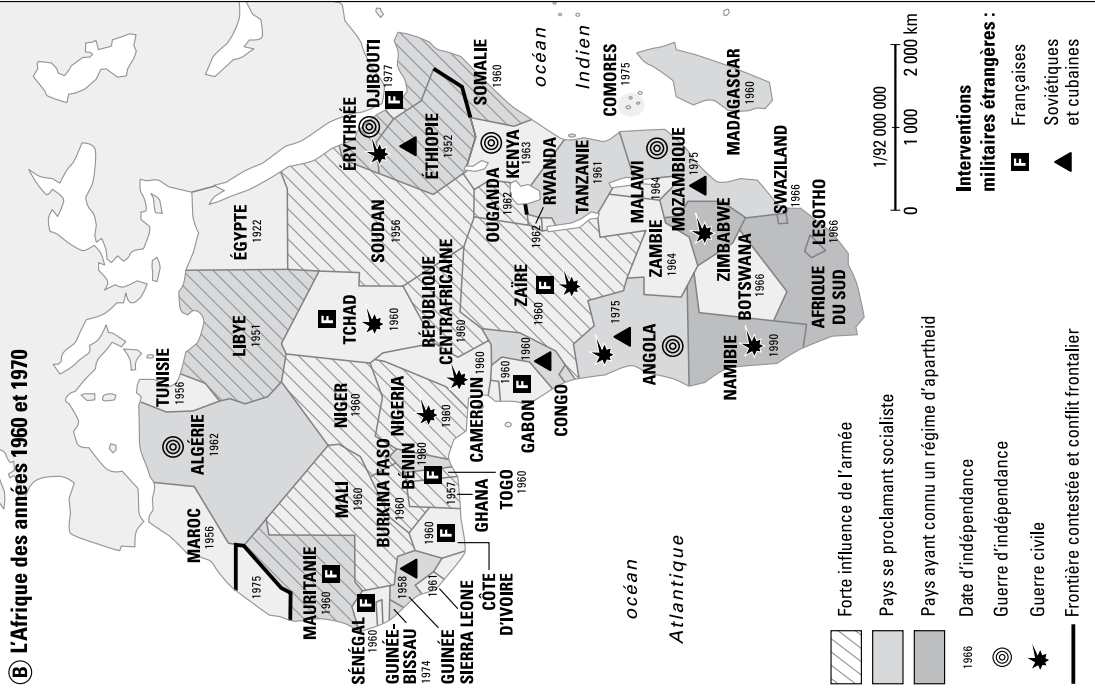 B L'Afrique des années 1960 et 1970
TUNISIE
1956
MAROC
1956
ALGÉRIE
1962
LIBYE
1951
ÉGYPTE
1922
1975
MAURITANIE
1960
MALI
1960
NIGER
1960
TCHAD
1960
SOUDAN
1956
ÉRYTHRÉE
DJIBOUTI
1977
F
SÉNÉGAL
1960
GUINÉE-
BISSAU
1974
GUINÉE
1958
SIERRA LEONE
1961
CÔTE
D'IVOIRE
1960
BURKINA FASO
1960
GHANA
1957
TOGO
1960
BÉNIN
1960
NIGERIA
1960
CAMEROUN
1960
RÉPUBLIQUE
CENTRAFRICAINE
1960
ÉTHIOPIE
1952
SOMALIE
1960
GABON
1960
CONGO
1960
ZAÏRE
1960
OUGANDA
1962
KENYA
1963
RWANDA
1962
TANZANIE
1961
ANGOLA
1975
ZAMBIE
1964
MALAWI
1964
MOZAMBIQUE
1975
COMORES
1975
MADAGASCAR
1960
NAMIBIE
1990
BOTSWANA
1966
ZIMBABWE
SWAZILAND
1966
LESOTHO
1966
AFRIQUE
DU SUD
océan
Atlantique
océan
Indien
F
F
F
F
F
F
F
Forte influence de l'armée
Pays se proclamant socialiste
Pays ayant connu un régime d'apartheid
1966 Date d'indépendance
Guerre d'indépendance
Guerre civile
Frontière contestée et conflit frontalier
1/92 000 000
0 1 000 2 000 km
Interventions
militaires étrangères :
F Françaises
Soviétiques
et cubaines